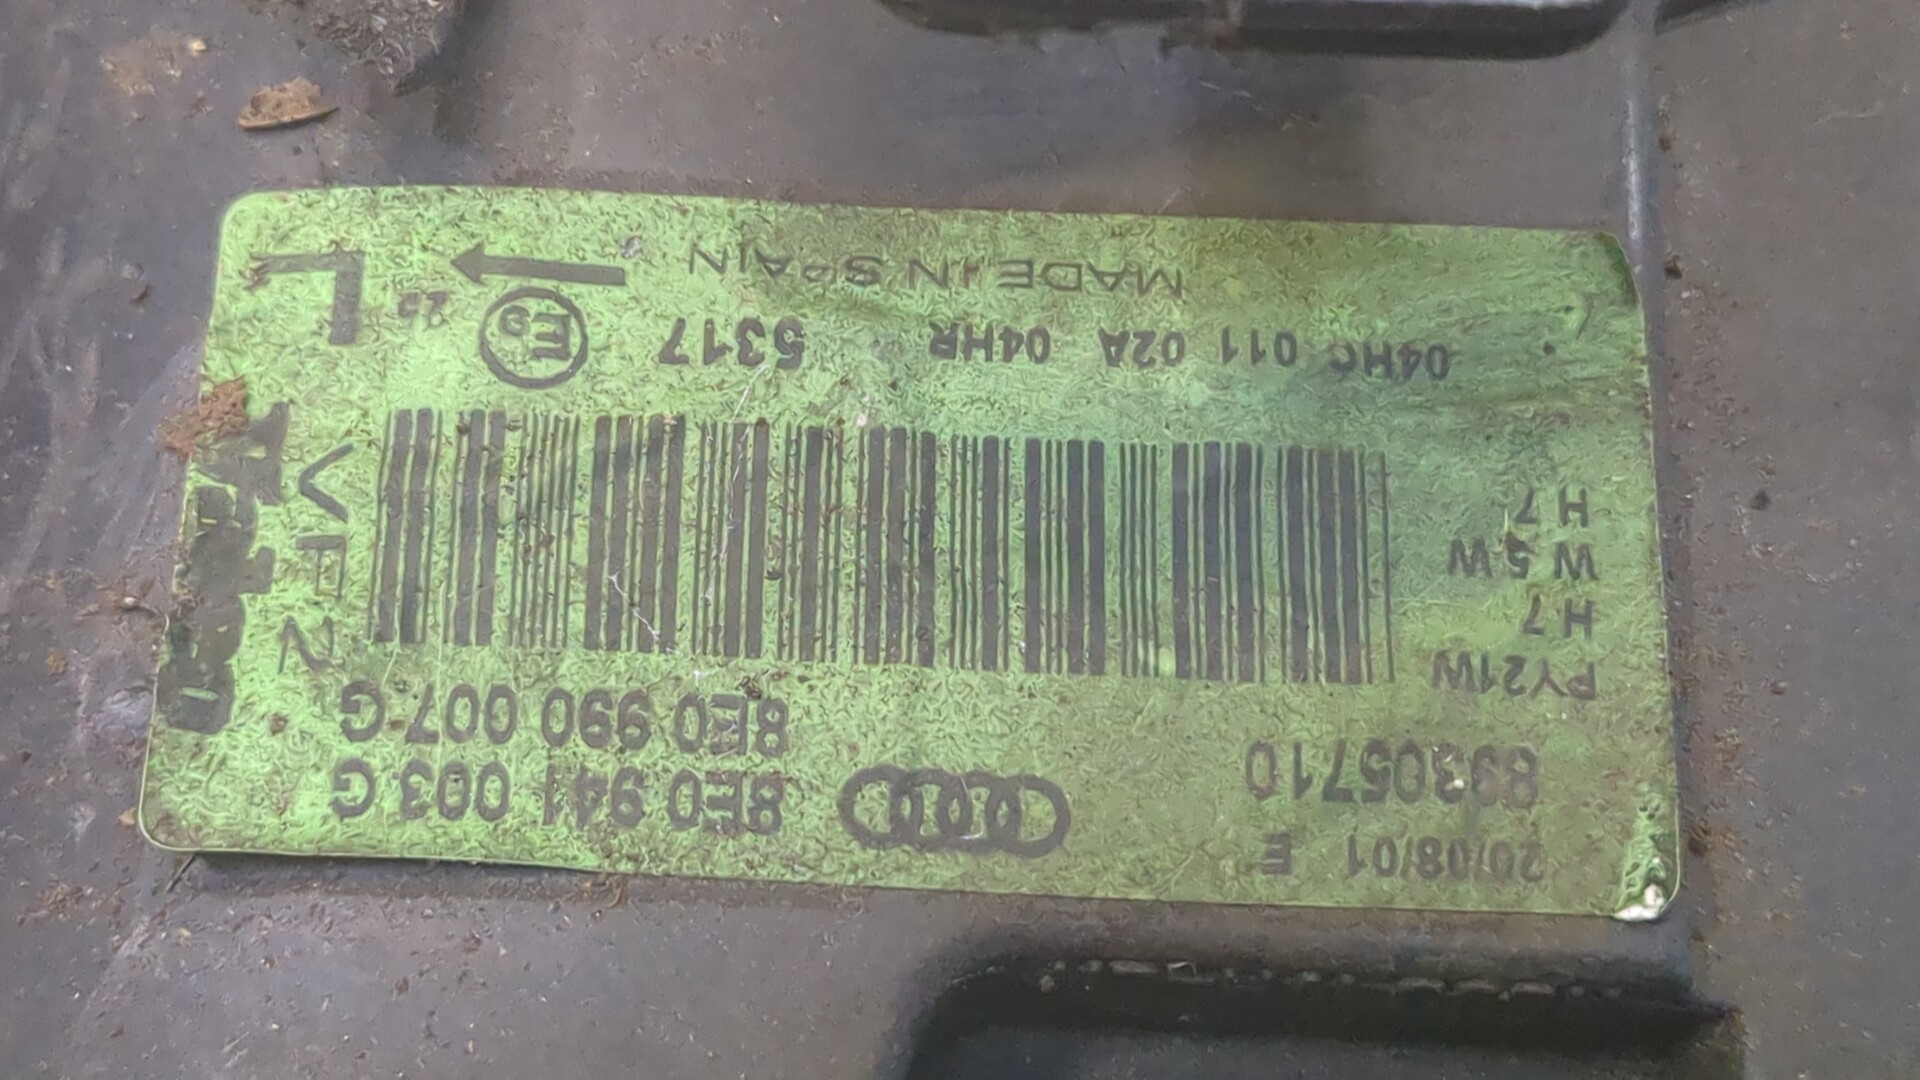 20/08/01 E
89305710
8E0 941 003 G
8E0 990 007 G
PY21W
H7
W5W
H7
04HC 011 02A 04HR 5317
E9
MADE IN SPAIN
L